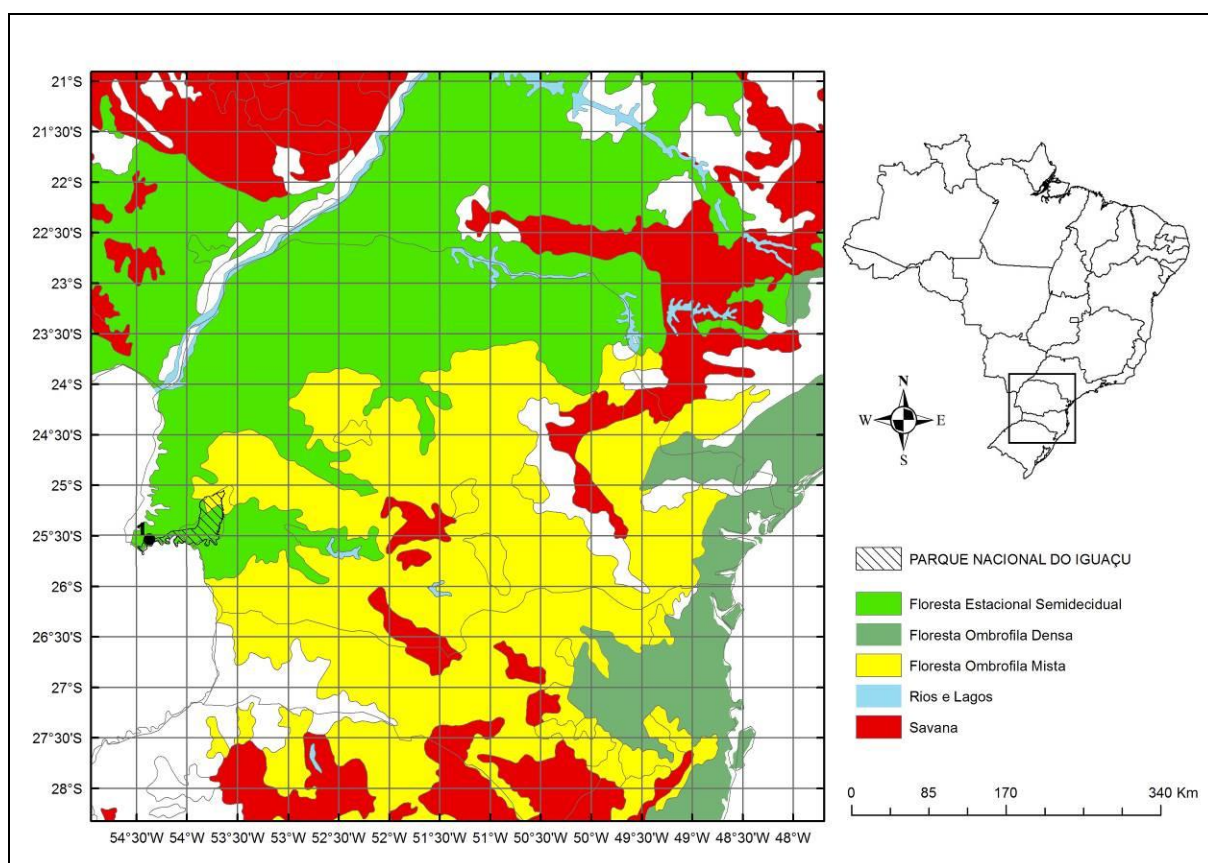 21°S
21°30'S
22°S
22°30'S
23°S
23°30'S
24°S
24°30'S
25°S
25°30'S
26°S
26°30'S
27°S
27°30'S
28°S
1
54°30'W 54°W 53°30'W 53°W 52°30'W 52°W 51°30'W 51°W 50°30'W 50°W 49°30'W 49°W 48°30'W 48°W
N
W E
S
PARQUE NACIONAL DO IGUAÇU
Floresta Estacional Semidecidual
Floresta Ombrofila Densa
Floresta Ombrofila Mista
Rios e Lagos
Savana
0 85 170 340 Km